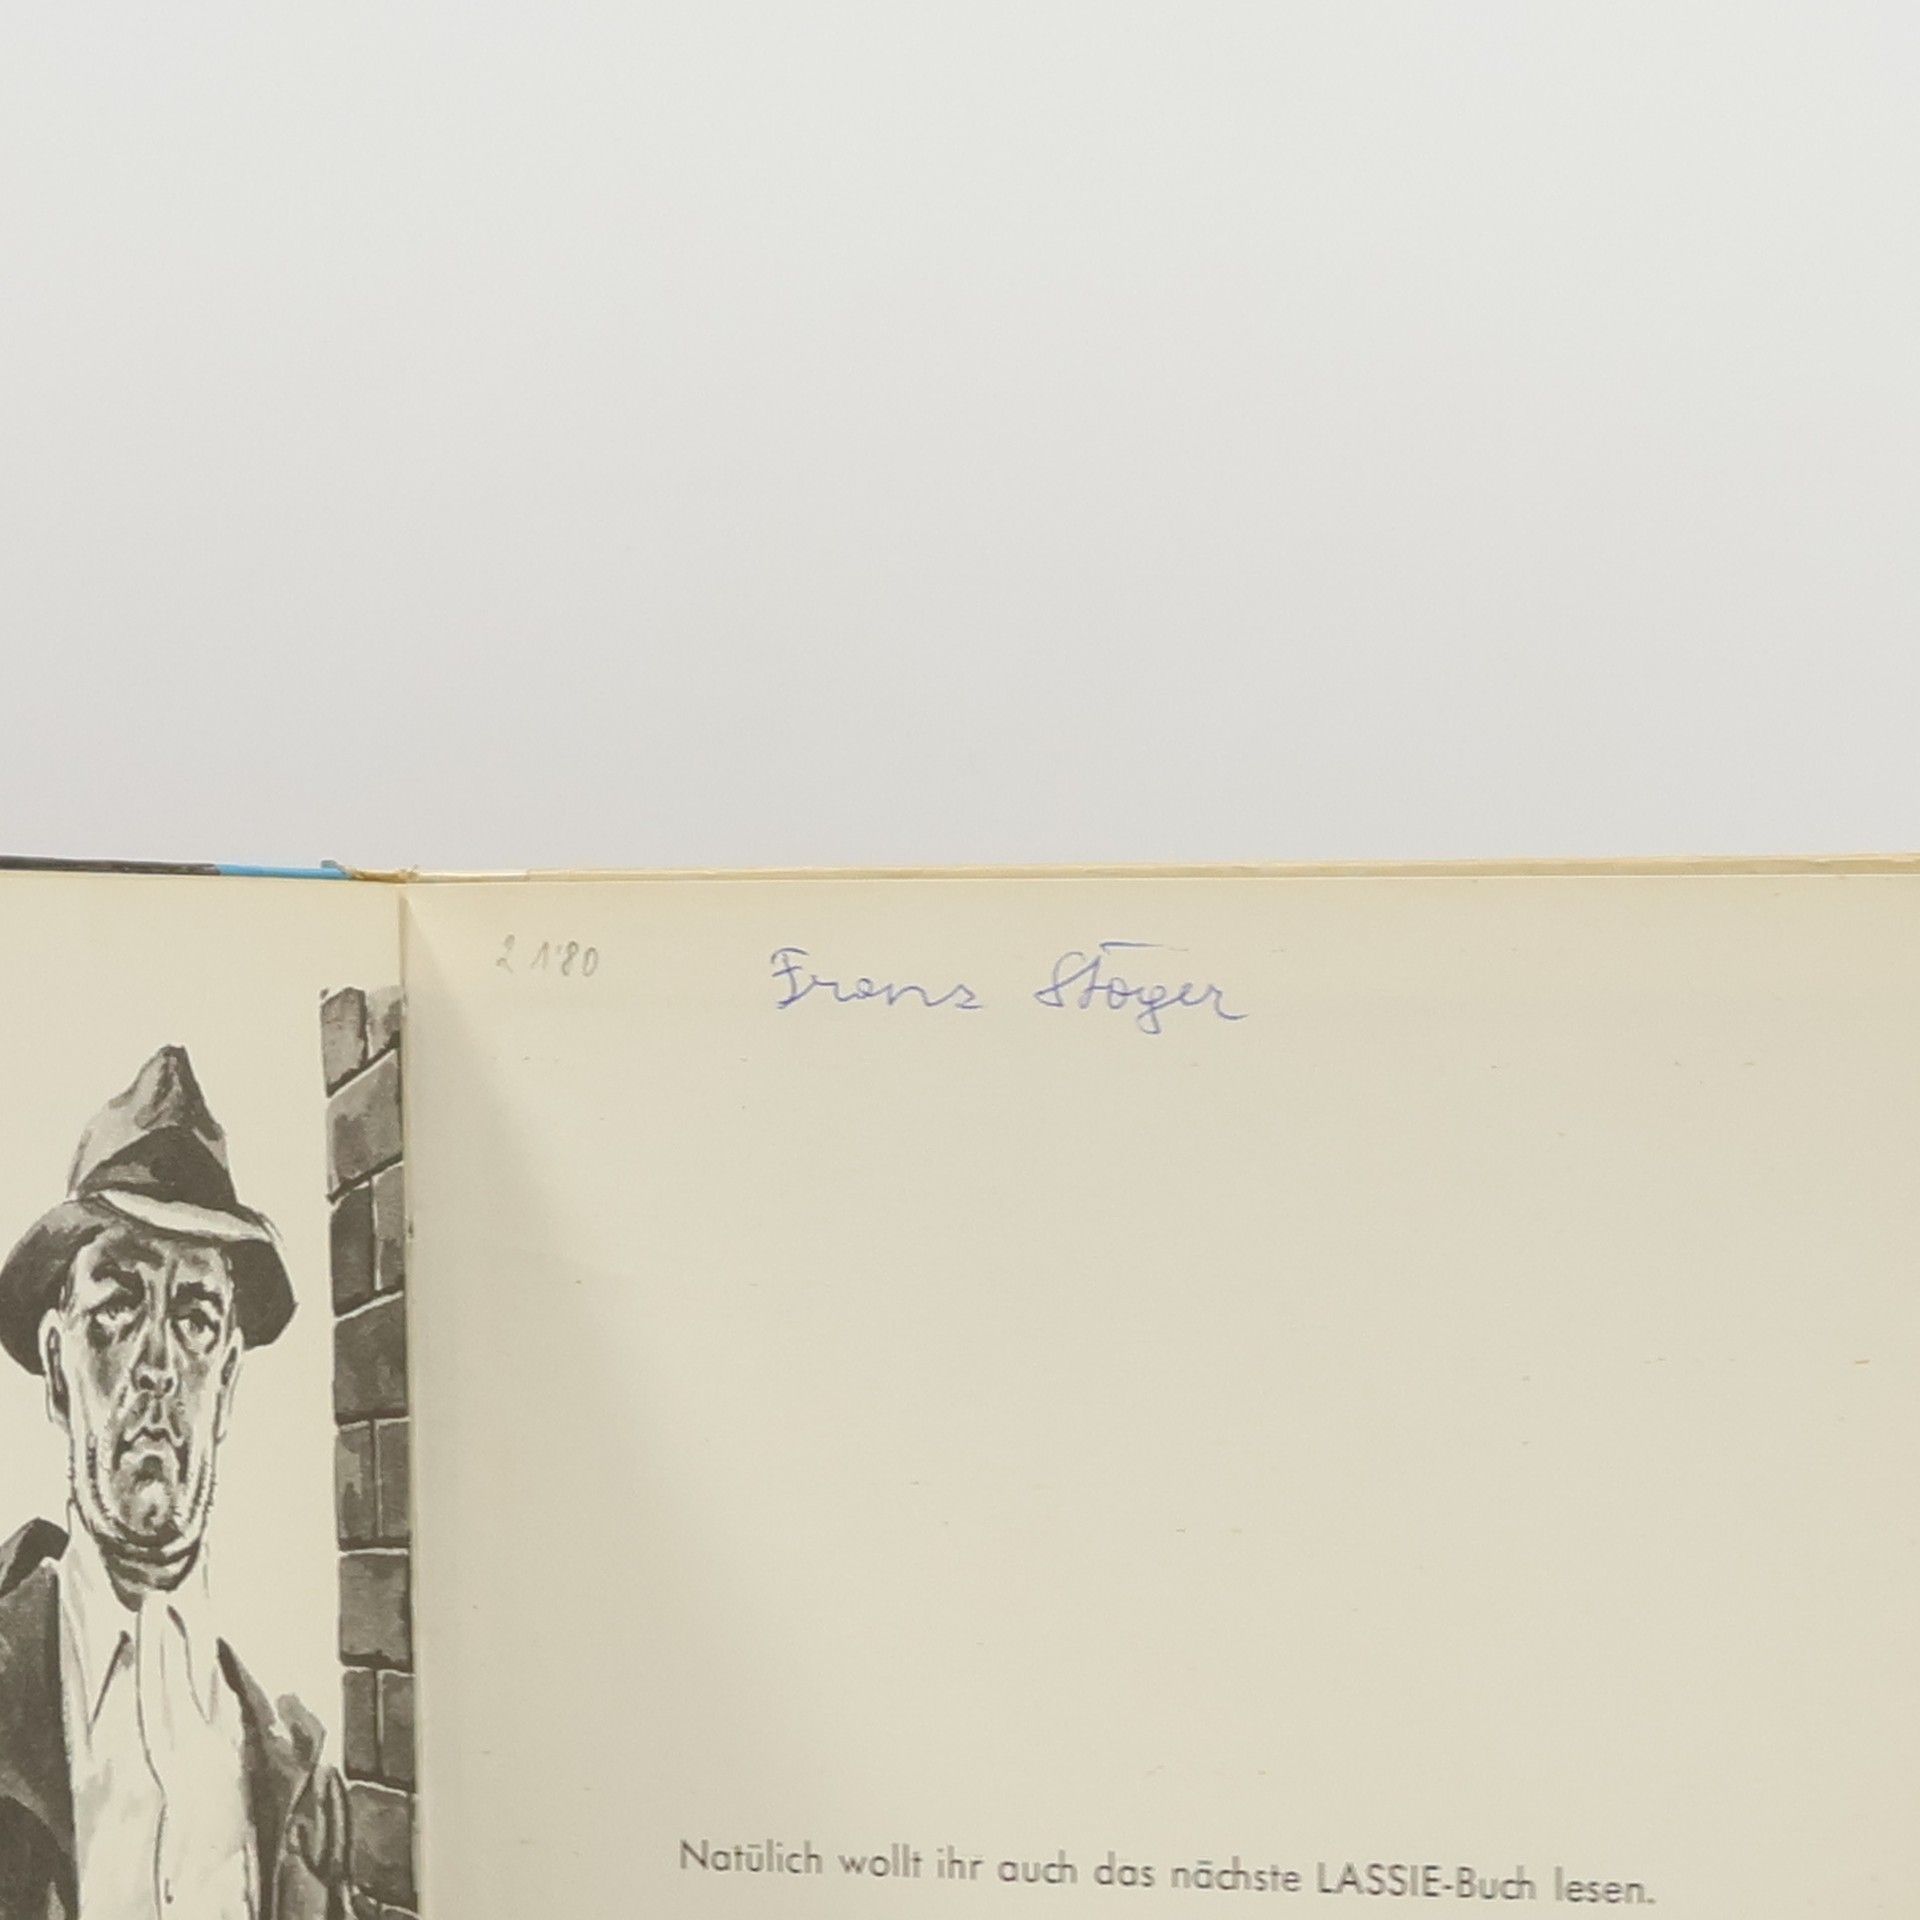 2 1'80
Franz Stöger
Natülich wollt ihr auch das nächste LASSIE-Buch lesen.